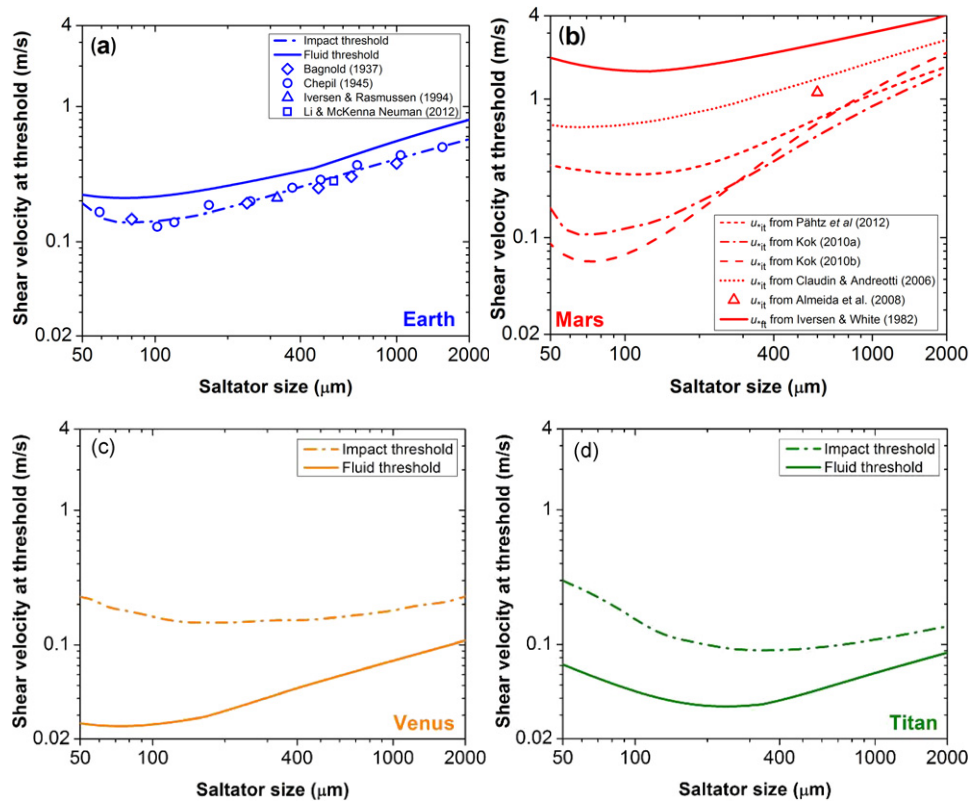 (a)
Impact threshold
Fluid threshold
Bagnold (1937)
Chepil (1945)
Iversen & Rasmussen (1994)
Li & McKenna Neuman (2012)
Shear velocity at threshold (m/s)
4
1
0.1
0.02
Earth
50 100 400 1000 2000
Saltator size (μm)
(b)
Shear velocity at threshold (m/s)
4
1
0.1
0.02
u*it from Pähtz et al (2012)
u*it from Kok (2010a)
u*it from Kok (2010b)
u*it from Claudin & Andreotti (2006)
u*it from Almeida et al. (2008)
u*ft from Iversen & White (1982)
Mars
50 100 400 1000 2000
Saltator size (μm)
(c)
Impact threshold
Fluid threshold
Shear velocity at threshold (m/s)
4
1
0.1
0.02
Venus
50 100 400 1000 2000
Saltator size (μm)
(d)
Impact threshold
Fluid threshold
Shear velocity at threshold (m/s)
4
1
0.1
0.02
Titan
50 100 400 1000 2000
Saltator size (μm)